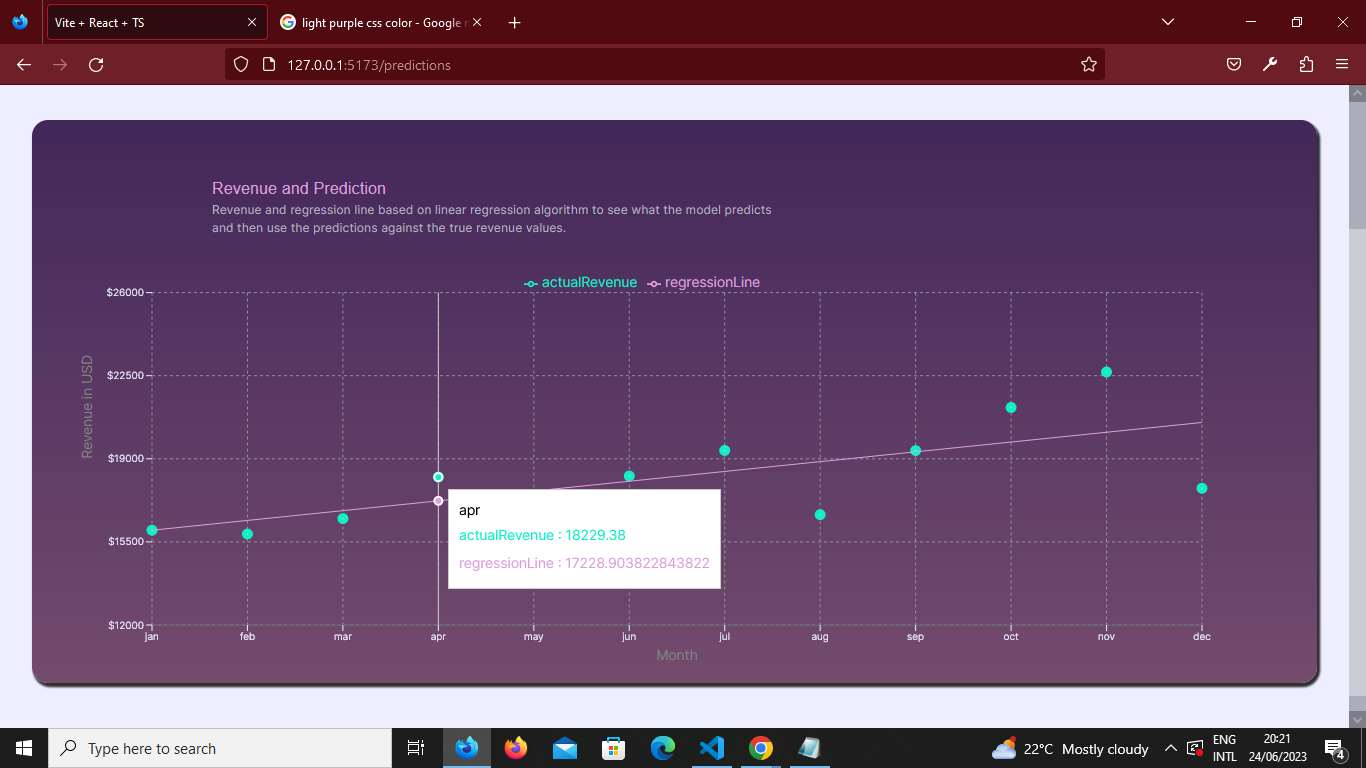 Vite + React + TS
light purple css color - Google r
127.0.0.1:5173/predictions
Revenue and Prediction
Revenue and regression line based on linear regression algorithm to see what the model predicts
and then use the predictions against the true revenue values.
actualRevenue regressionLine
$26000
$22500
$19000
$15500
$12000
Revenue in USD
apr
actualRevenue : 18229.38
regressionLine : 17228.903822843822
jan feb mar apr may jun jul aug sep oct nov dec
Month
Type here to search
22°C Mostly cloudy
ENG
INTL
20:21
24/06/2023
4